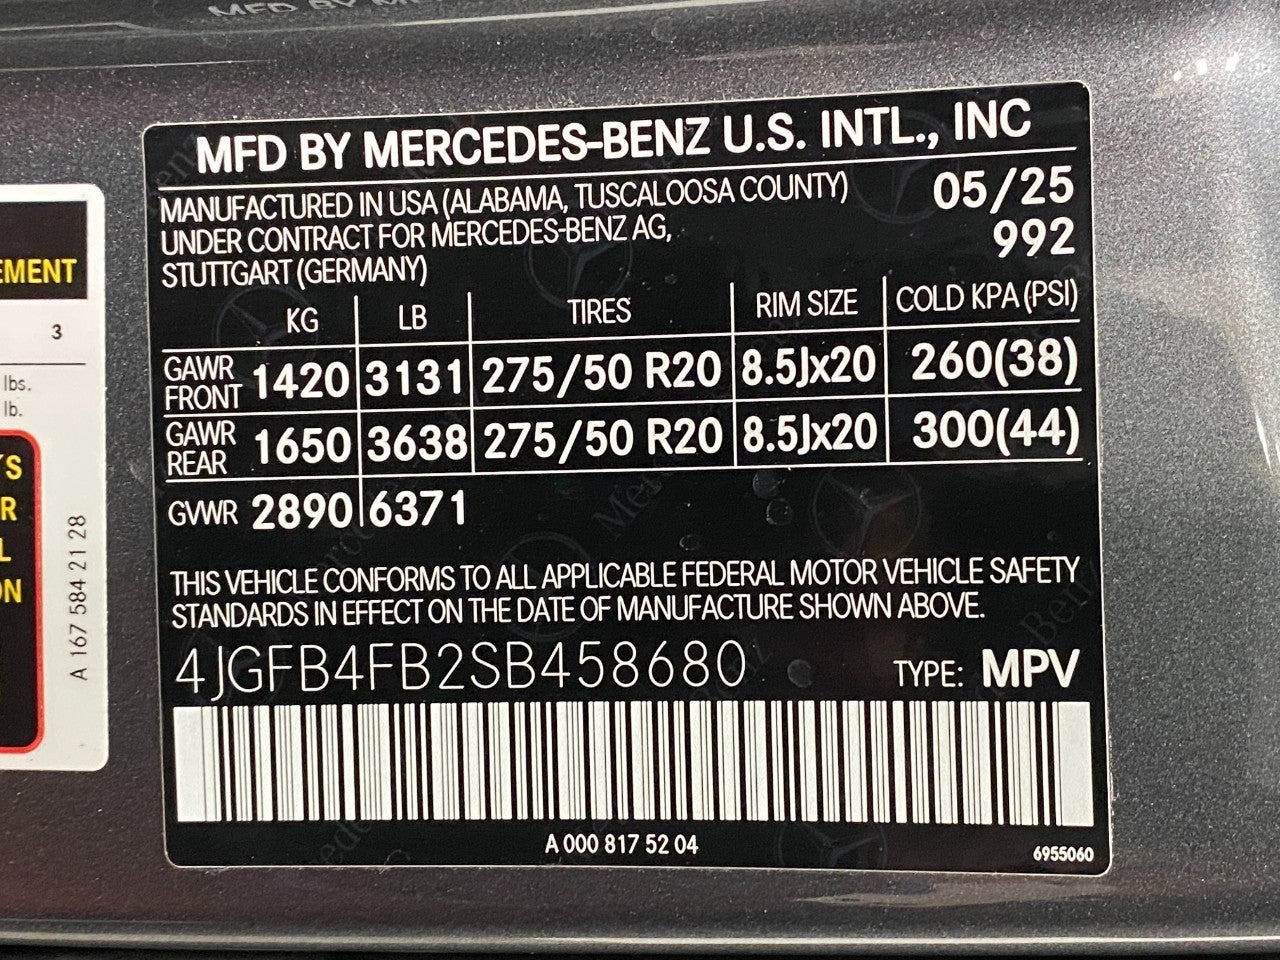 MFD BY MERCEDES-BENZ U.S. INTL., INC
MANUFACTURED IN USA (ALABAMA, TUSCALOOSA COUNTY) 05/25
UNDER CONTRACT FOR MERCEDES-BENZ AG, 992
STUTTGART (GERMANY)
KG LB TIRES RIM SIZE COLD KPA (PSI)
GAWR FRONT 1420 3131 275/50 R20 8.5Jx20 260(38)
GAWR REAR 1650 3638 275/50 R20 8.5Jx20 300(44)
GVWR 2890 6371
THIS VEHICLE CONFORMS TO ALL APPLICABLE FEDERAL MOTOR VEHICLE SAFETY
STANDARDS IN EFFECT ON THE DATE OF MANUFACTURE SHOWN ABOVE.
4JGFB4FB2SB458680 TYPE: MPV
A 000 817 52 04
6955060
3
lbs.
lb.
A 167 584 21 28